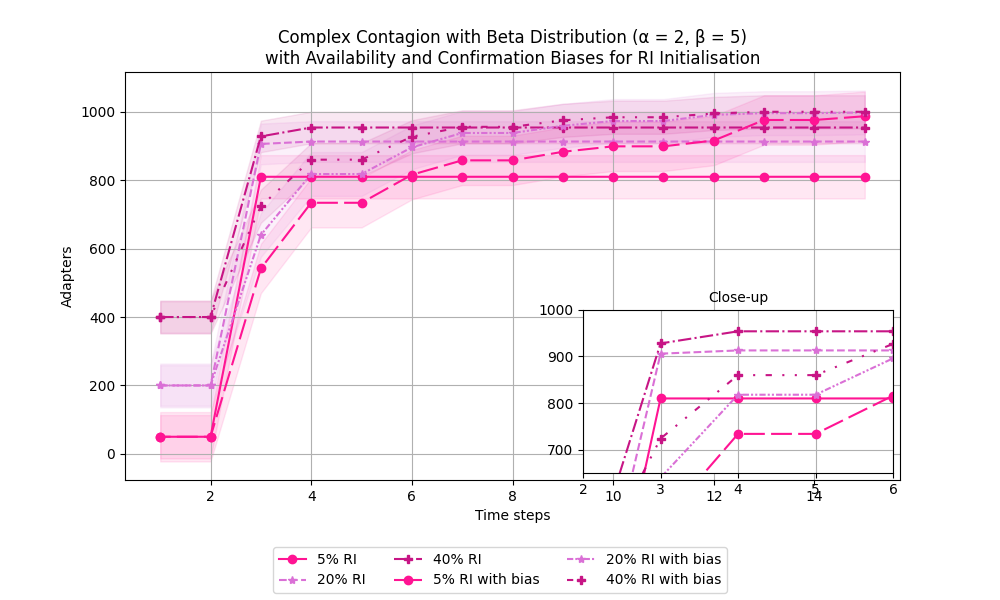 Complex Contagion with Beta Distribution (α = 2, β = 5)
with Availability and Confirmation Biases for RI Initialisation
Adapters
1000
800
600
400
200
0
2
4
6
8
10
12
14
Time steps
Close-up
1000
900
800
700
2
3
4
5
6
5% RI
20% RI
40% RI
5% RI with bias
20% RI with bias
40% RI with bias